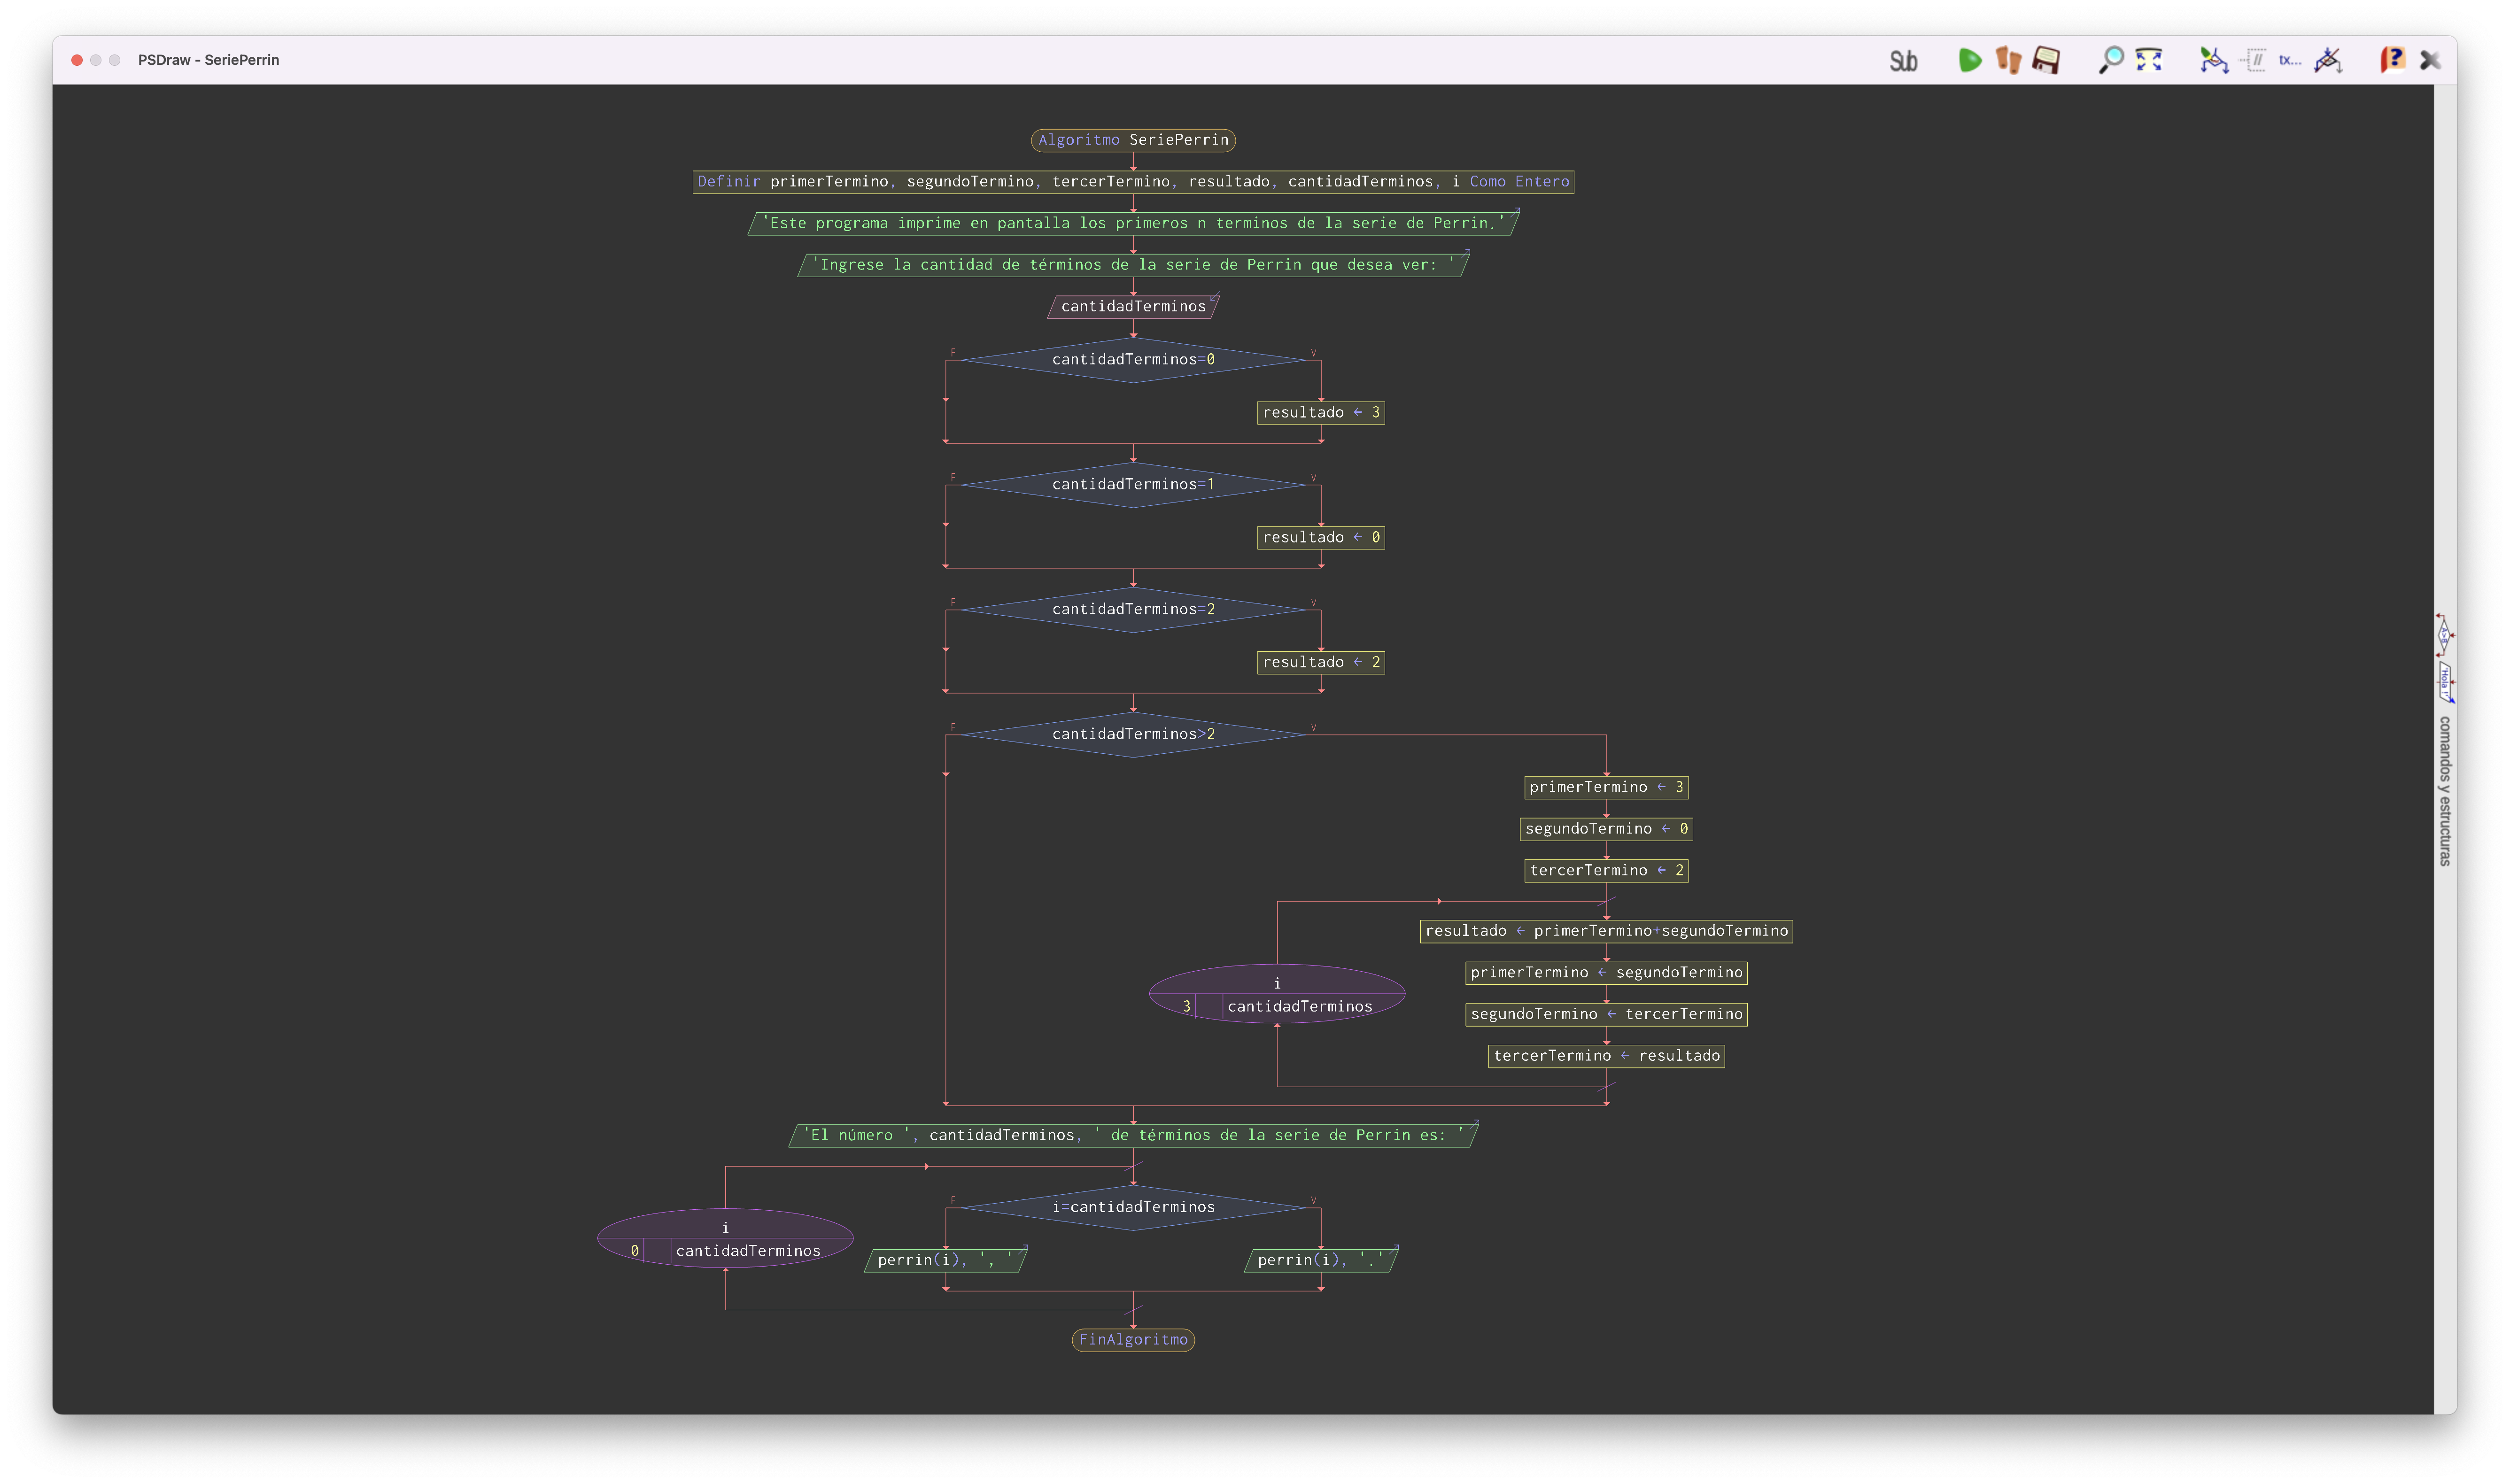 PSDraw - SeriePerrin
Sub
tx...
Algoritmo SeriePerrin
Definir primerTermino, segundoTermino, tercerTermino, resultado, cantidadTerminos, i Como Entero
'Este programa imprime en pantalla los primeros n terminos de la serie de Perrin.'
'Ingrese la cantidad de términos de la serie de Perrin que desea ver: '
cantidadTerminos
F
cantidadTerminos=0
V
resultado ← 3
F
cantidadTerminos=1
V
resultado ← 0
F
cantidadTerminos=2
V
resultado ← 2
F
cantidadTerminos>2
V
primerTermino ← 3
segundoTermino ← 0
tercerTermino ← 2
resultado ← primerTermino+segundoTermino
primerTermino ← segundoTermino
i
3 cantidadTerminos
segundoTermino ← tercerTermino
tercerTermino ← resultado
'El número ', cantidadTerminos, ' de términos de la serie de Perrin es: '
F
i=cantidadTerminos
V
i
0 cantidadTerminos
perrin(i), ', '
perrin(i), '.'
FinAlgoritmo
A>B
'Hola !'
comandos y estructuras